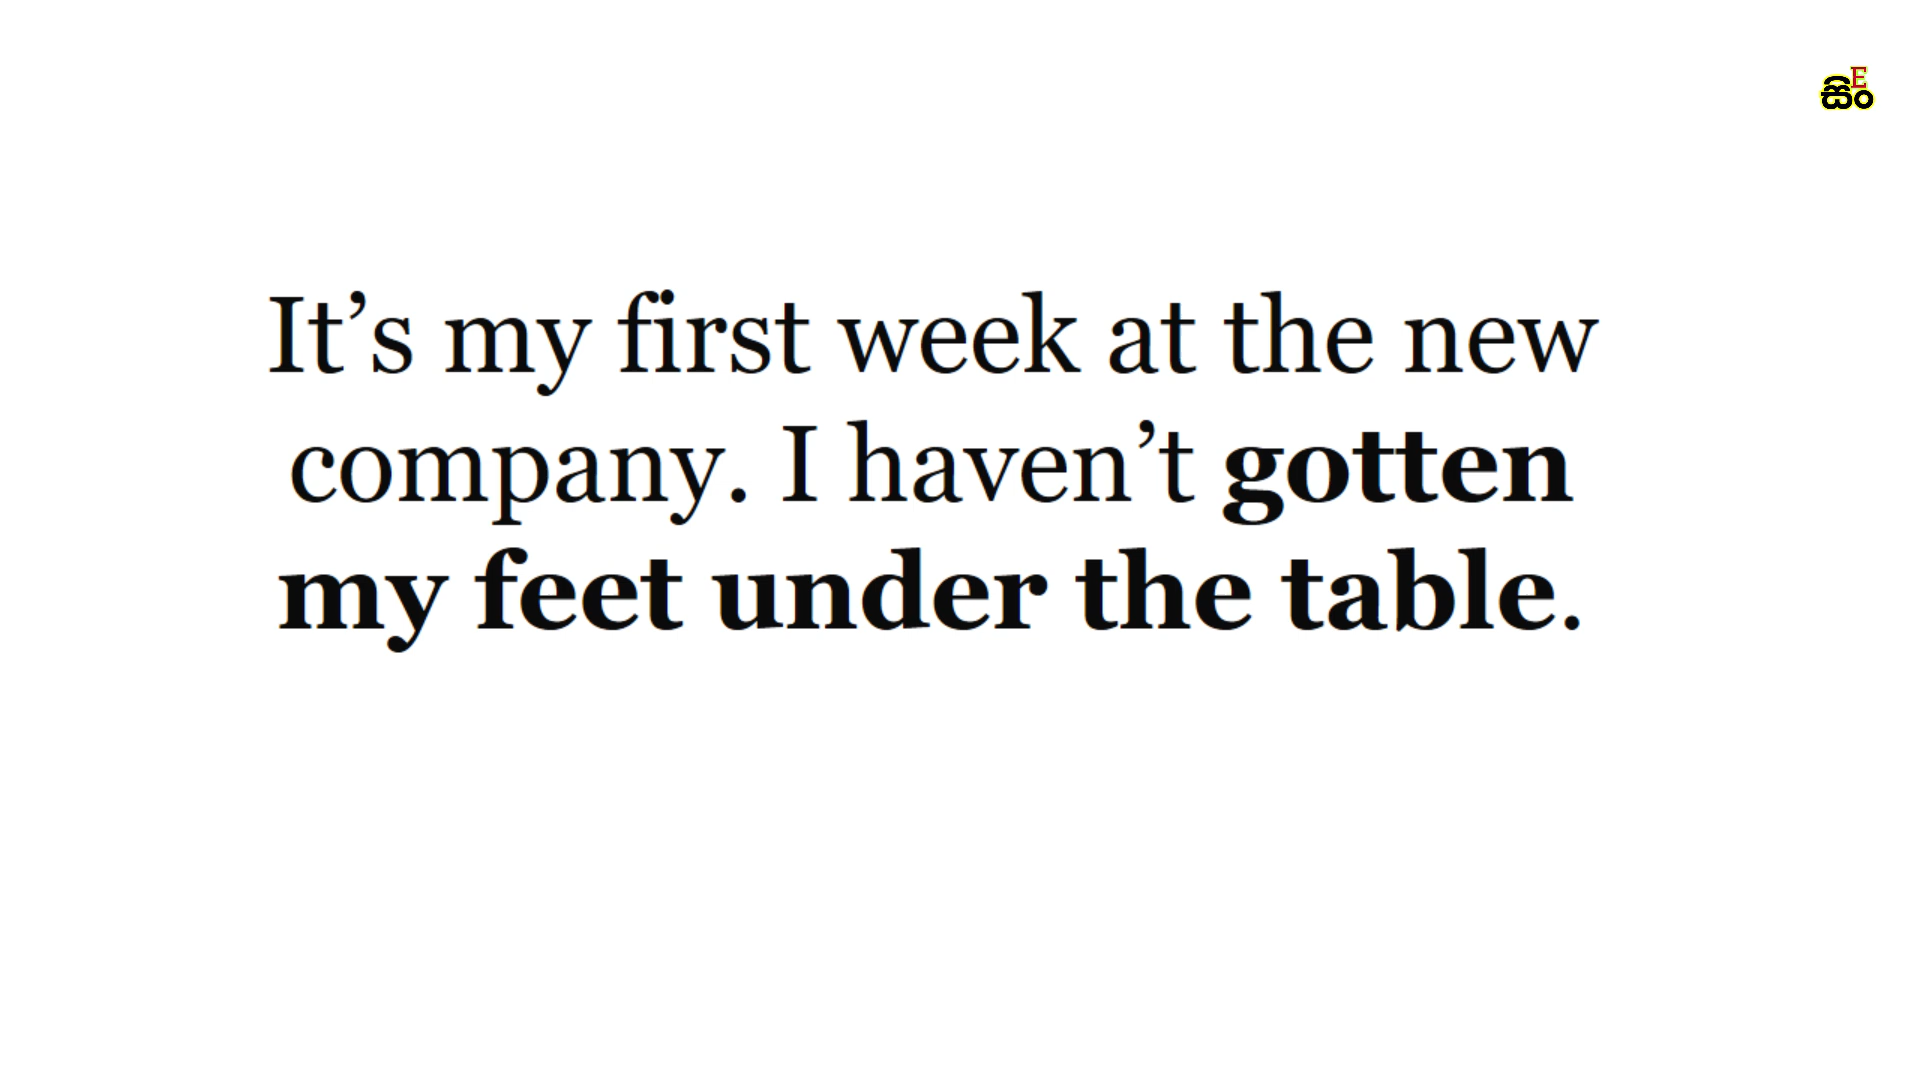 E
සිං
It’s my first week at the new
company. I haven’t gotten
my feet under the table.